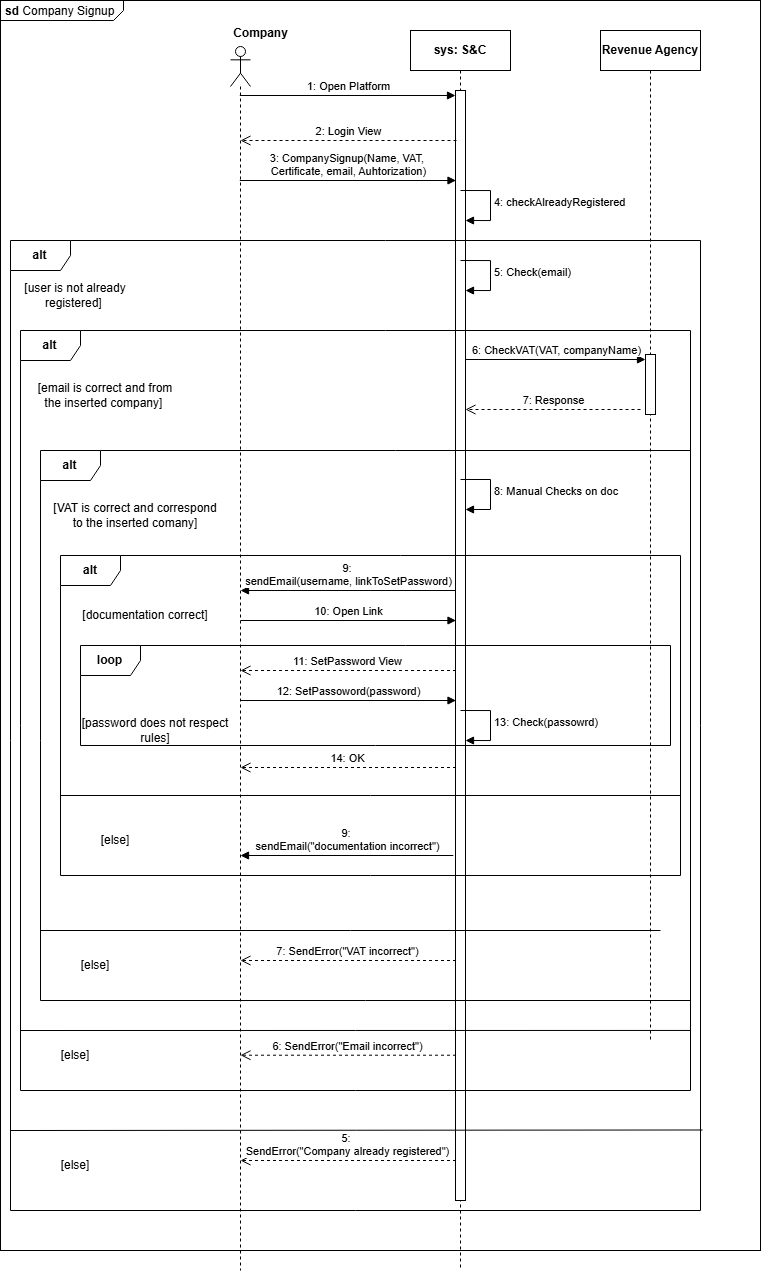 sd Company Signup
Company
sys: S&C
Revenue Agency
1: Open Platform
2: Login View
3: CompanySignup(Name, VAT,
Certificate, email, Auhtorization)
4: checkAlreadyRegistered
alt
5: Check(email)
[user is not already
registered]
alt
6: CheckVAT(VAT, companyName)
[email is correct and from
the inserted company]
7: Response
alt
8: Manual Checks on doc
[VAT is correct and correspond
to the inserted comany]
alt
9:
sendEmail(username, linkToSetPassword)
[documentation correct]
10: Open Link
loop
11: SetPassword View
12: SetPassoword(password)
[password does not respect
rules]
13: Check(passowrd)
14: OK
[else]
9:
sendEmail("documentation incorrect")
7: SendError("VAT incorrect")
[else]
6: SendError("Email incorrect")
[else]
5:
SendError("Company already registered")
[else]